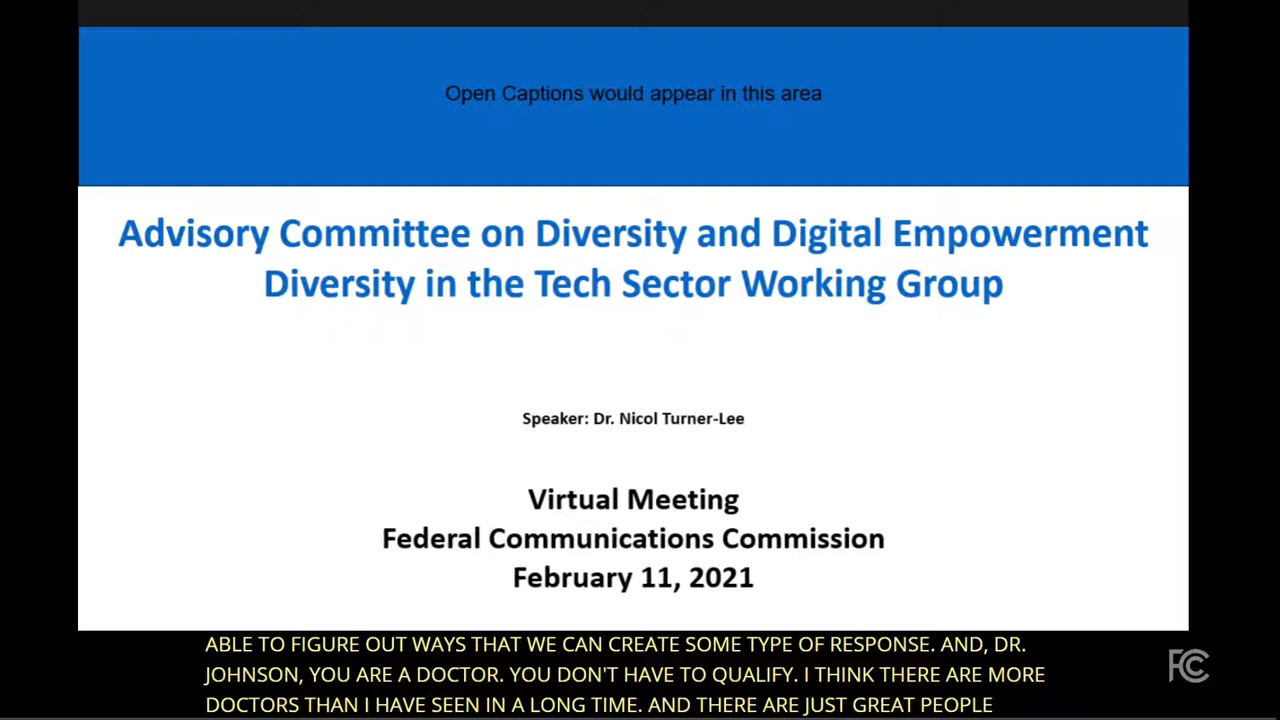 Open Captions would appear in this area
Advisory Committee on Diversity and Digital Empowerment
Diversity in the Tech Sector Working Group
Speaker: Dr. Nicol Turner-Lee
Virtual Meeting
Federal Communications Commission
February 11, 2021
ABLE TO FIGURE OUT WAYS THAT WE CAN CREATE SOME TYPE OF RESPONSE. AND, DR.
JOHNSON, YOU ARE A DOCTOR. YOU DON'T HAVE TO QUALIFY. I THINK THERE ARE MORE
DOCTORS THAN I HAVE SEEN IN A LONG TIME. AND THERE ARE JUST GREAT PEOPLE
FCC